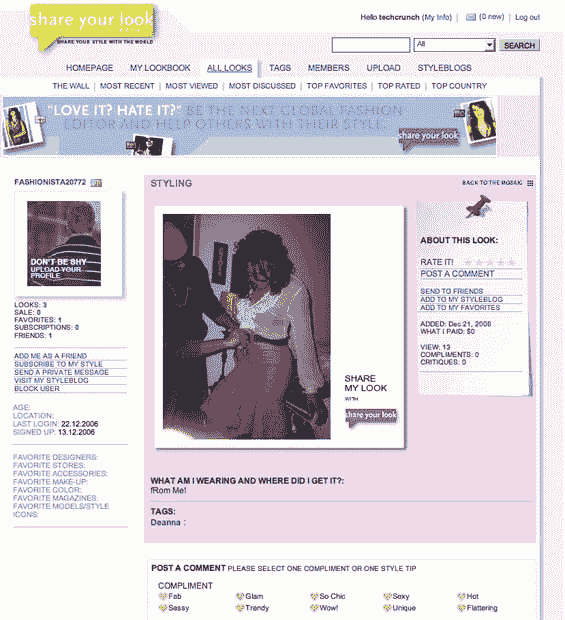 share your look
SHARE YOUR STYLE WITH THE WORLD
Hello techcrunch (My Info) | (0 new) | Log out
All SEARCH
HOMEPAGE MY LOOKBOOK ALL LOOKS TAGS MEMBERS UPLOAD STYLEBLOGS
THE WALL | MOST RECENT | MOST VIEWED | MOST DISCUSSED | TOP FAVORITES | TOP RATED | TOP COUNTRY
"LOVE IT? HATE IT?" BE THE NEXT GLOBAL FASHION
EDITOR AND HELP OTHERS WITH THEIR STYLE.
share your look
FASHIONISTA20772
DON'T BE SHY
UPLOAD YOUR
PROFILE
LOOKS: 3
SALE: 0
FAVORITES: 1
SUBSCRIPTIONS: 0
FRIENDS: 1
ADD ME AS A FRIEND
SUBSCRIBE TO MY STYLE
SEND A PRIVATE MESSAGE
VISIT MY STYLEBLOG
BLOCK USER
AGE:
LOCATION:
LAST LOGIN: 22.12.2006
SIGNED UP: 13.12.2006
FAVORITE DESIGNERS:
FAVORITE STORES:
FAVORITE ACCESSORIES:
FAVORITE MAKE-UP:
FAVORITE COLOR:
FAVORITE MAGAZINES:
FAVORITE MODELS/STYLE
ICONS:
STYLING
BACK TO THE MOSAIC
SHARE
MY LOOK
WITH
share your look
ABOUT THIS LOOK:
RATE IT!
POST A COMMENT
SEND TO FRIENDS
ADD TO MY STYLEBLOG
ADD TO MY FAVORITES
ADDED: Dec 21, 2006
WHAT I PAID: $0
VIEW: 13
COMPLIMENTS: 0
CRITIQUES: 0
WHAT AM I WEARING AND WHERE DID I GET IT?:
fRom Me!
TAGS:
Deanna :
POST A COMMENT PLEASE SELECT ONE COMPLIMENT OR ONE STYLE TIP
COMPLIMENT
Fab Glam So Chic Sexy Hot
Sassy Trendy Wow! Unique Flattering